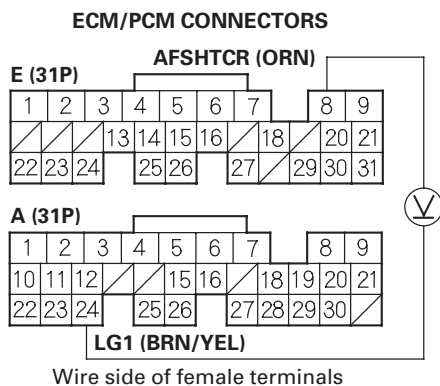 ECM/PCM CONNECTORS
AFSHTCR (ORN)
E (31P)
1 2 3 4 5 6 7 8 9
13 14 15 16 18 20 21
22 23 24 25 26 27 29 30 31
V
A (31P)
1 2 3 4 5 6 7 8 9
10 11 12 15 16 18 19 20 21
22 23 24 25 26 27 28 29 30
LG1 (BRN/YEL)
Wire side of female terminals